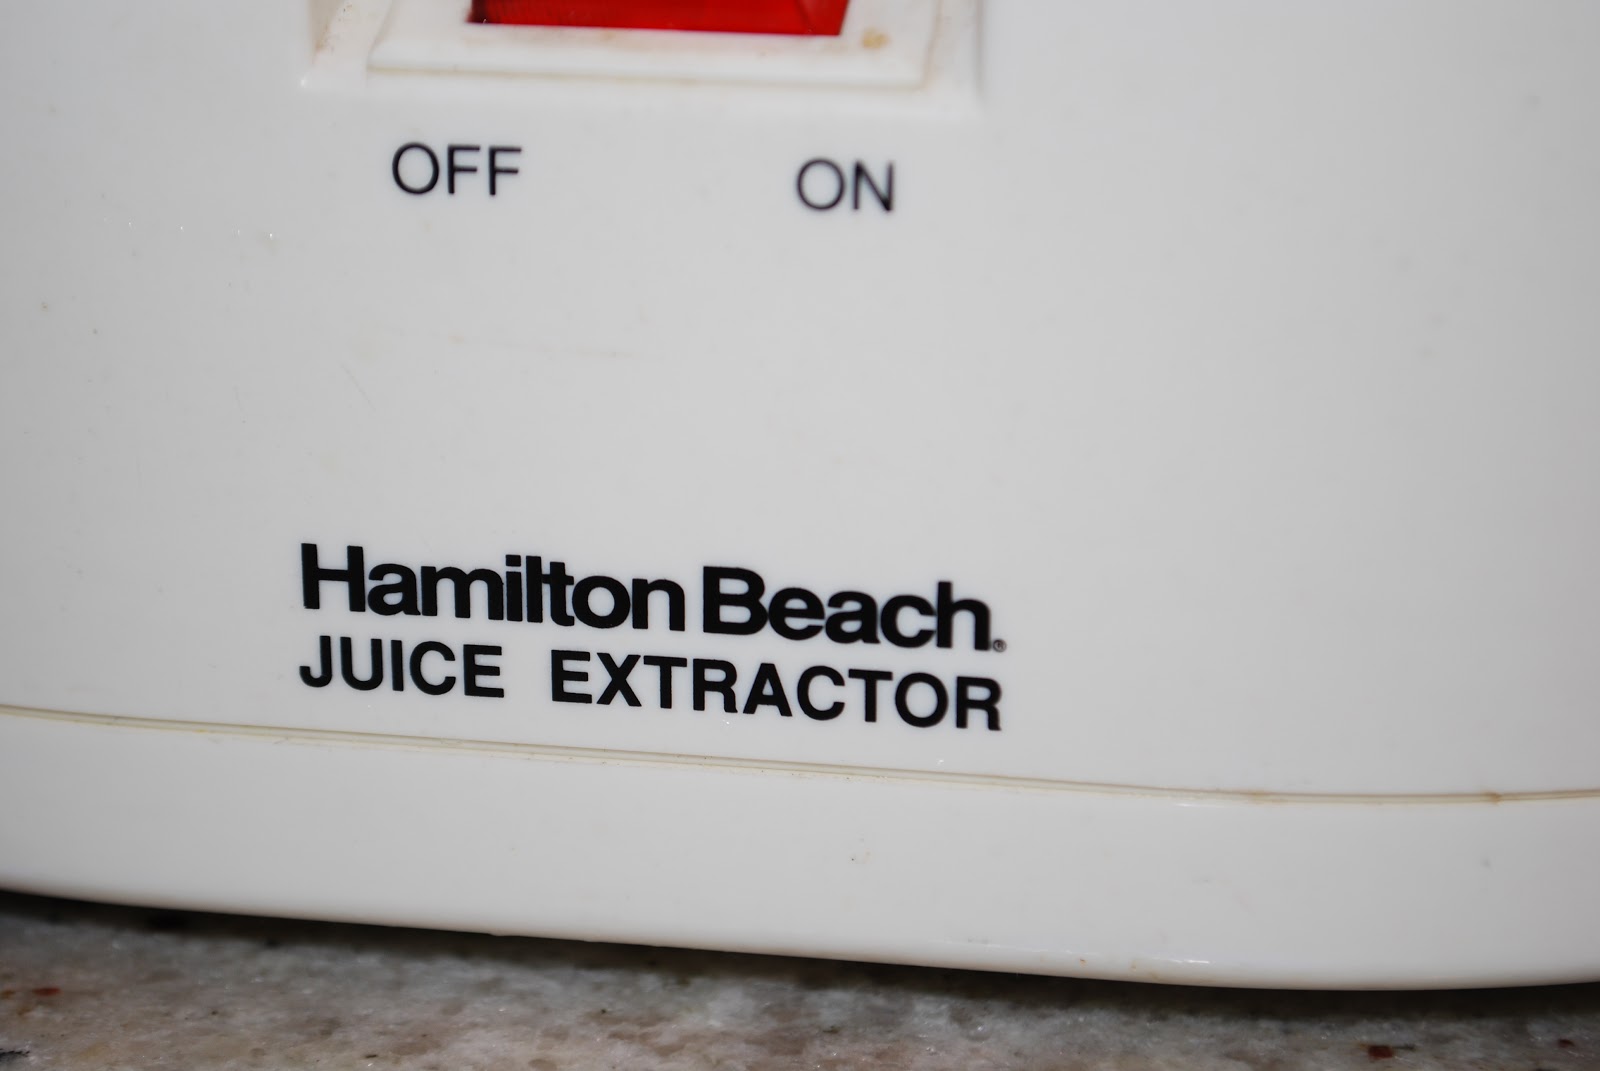 OFF ON
Hamilton Beach®
JUICE EXTRACTOR